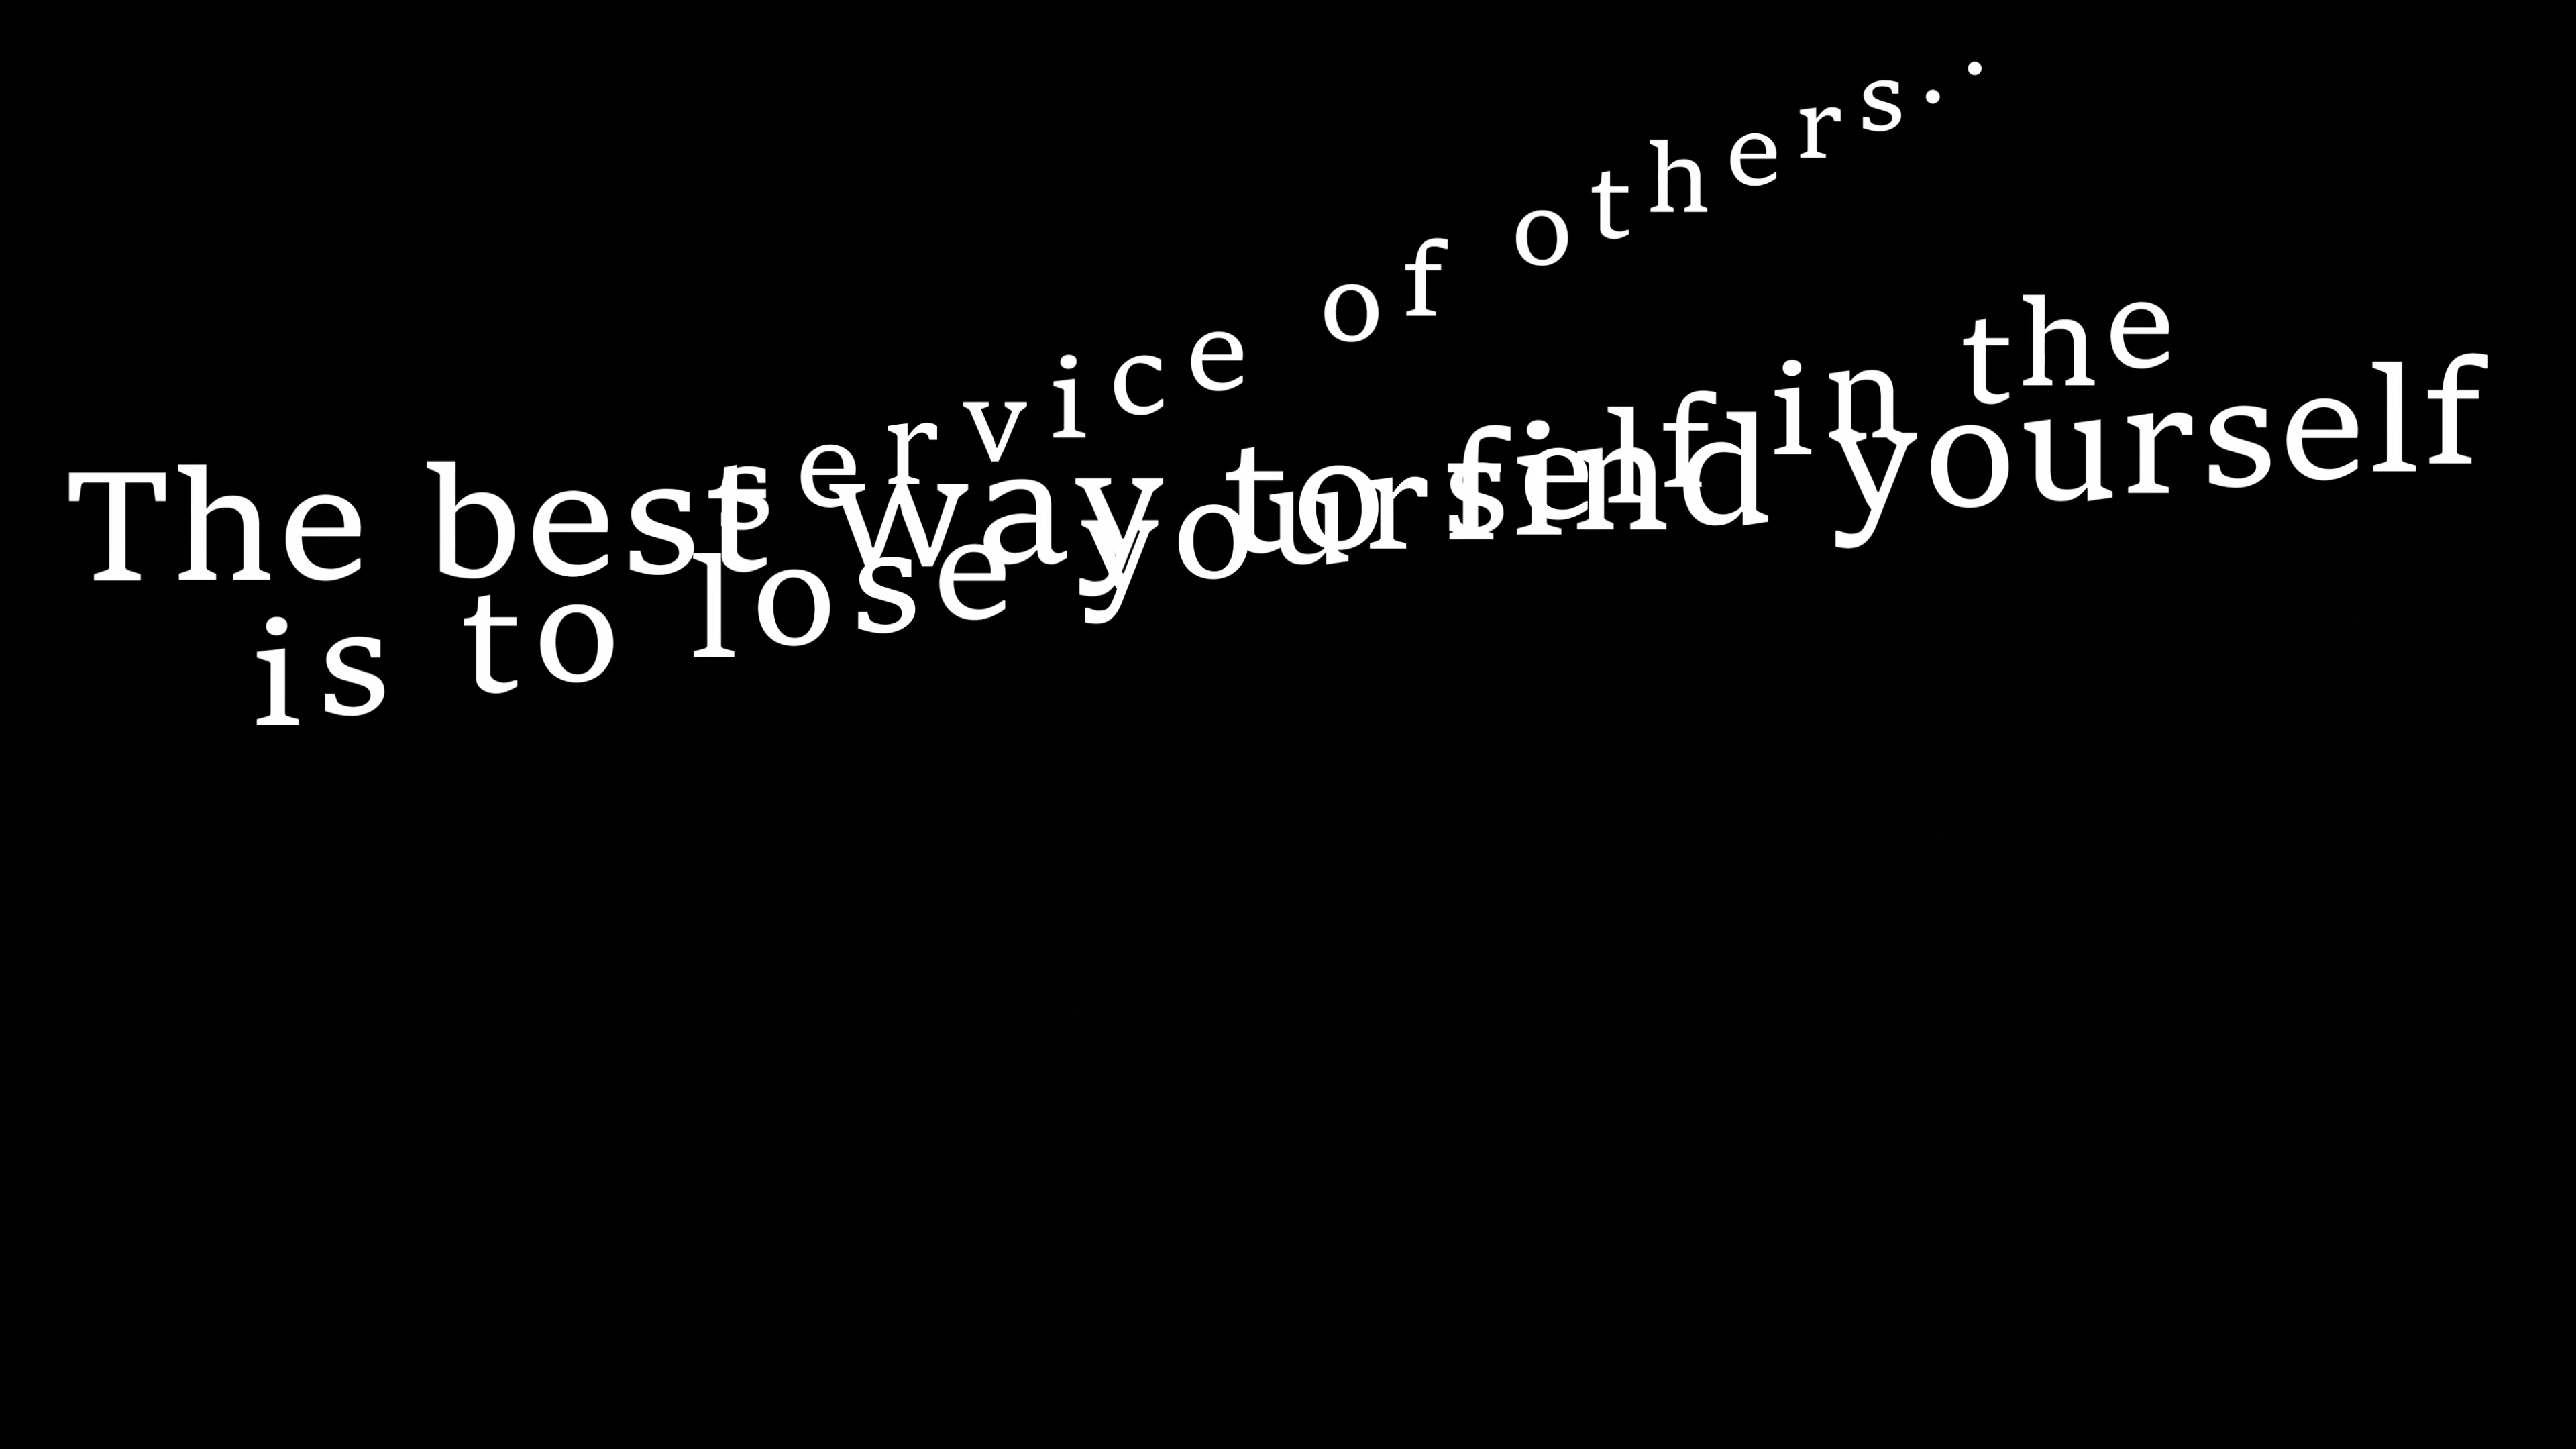 The best way to find yourself
is to lose yourself in the
service of others..